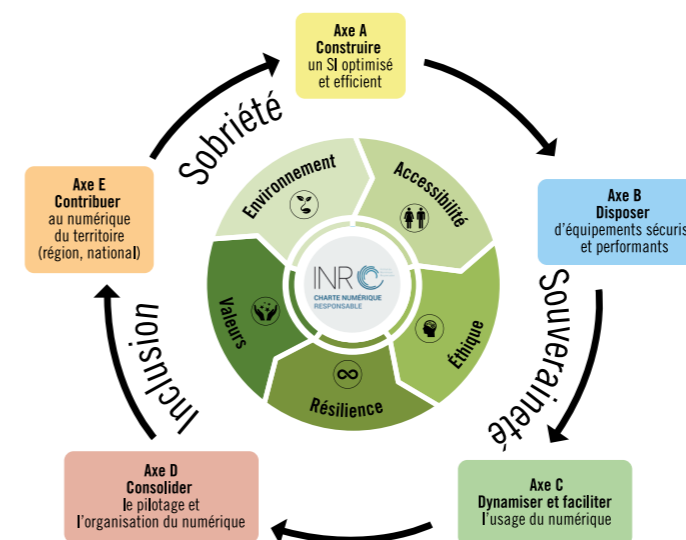 Axe A
Construire
un SI optimisé
et efficient
Sobriété
Axe E
Contribuer
au numérique
du territoire
(région, national)
Axe B
Disposer
d'équipements sécuris
et performants
Environnement
Accessibilité
Valeurs
Éthique
Résilience
INR
CHARTE NUMÉRIQUE
RESPONSABLE
Souveraineté
Inclusion
Axe D
Consolider
le pilotage et
l'organisation du numérique
Axe C
Dynamiser et faciliter
l'usage du numérique